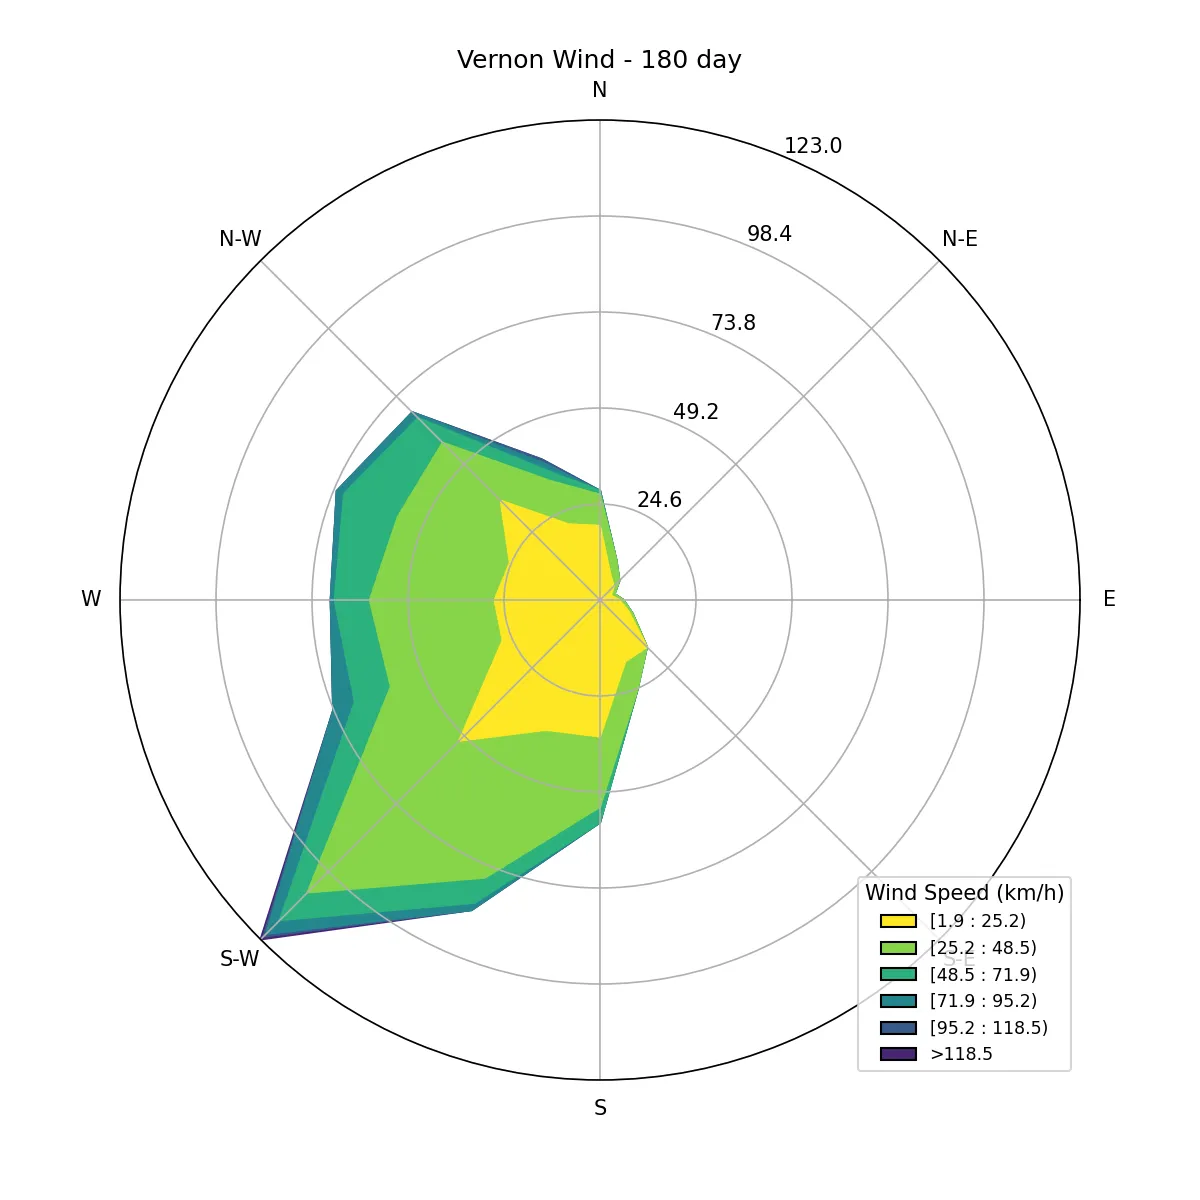 Vernon Wind - 180 day
N
123.0
98.4
N-W
N-E
73.8
49.2
24.6
W
E
S-W
S-E
S
Wind Speed (km/h)
[1.9 : 25.2)
[25.2 : 48.5)
[48.5 : 71.9)
[71.9 : 95.2)
[95.2 : 118.5)
>118.5